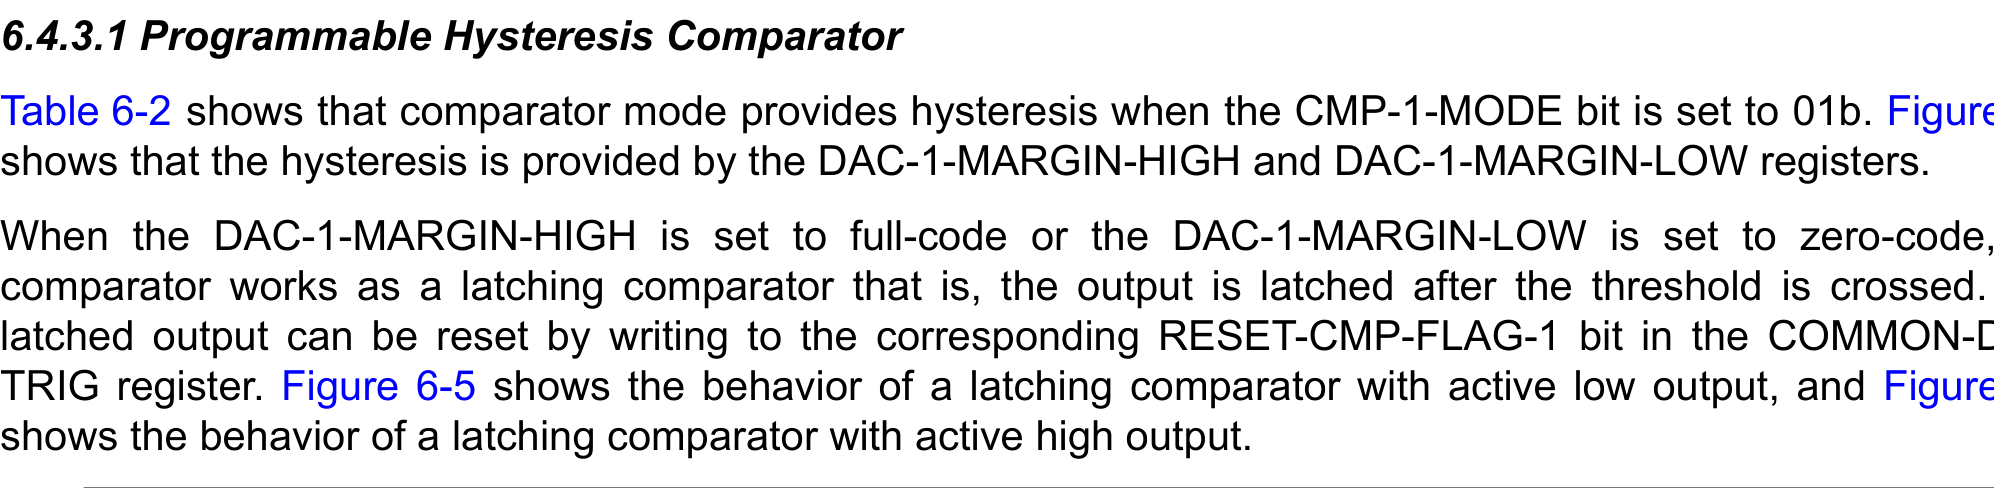 6.4.3.1 Programmable Hysteresis Comparator
Table 6-2 shows that comparator mode provides hysteresis when the CMP-1-MODE bit is set to 01b. Figure
shows that the hysteresis is provided by the DAC-1-MARGIN-HIGH and DAC-1-MARGIN-LOW registers.
When the DAC-1-MARGIN-HIGH is set to full-code or the DAC-1-MARGIN-LOW is set to zero-code,
comparator works as a latching comparator that is, the output is latched after the threshold is crossed.
latched output can be reset by writing to the corresponding RESET-CMP-FLAG-1 bit in the COMMON-D
TRIG register. Figure 6-5 shows the behavior of a latching comparator with active low output, and Figure
shows the behavior of a latching comparator with active high output.